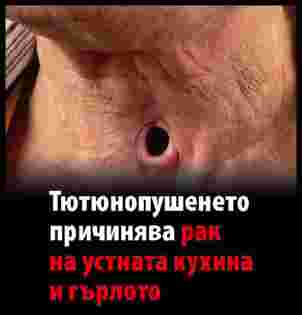 Тютюнопушенето
причинява рак
на устната кухина
и гърлото